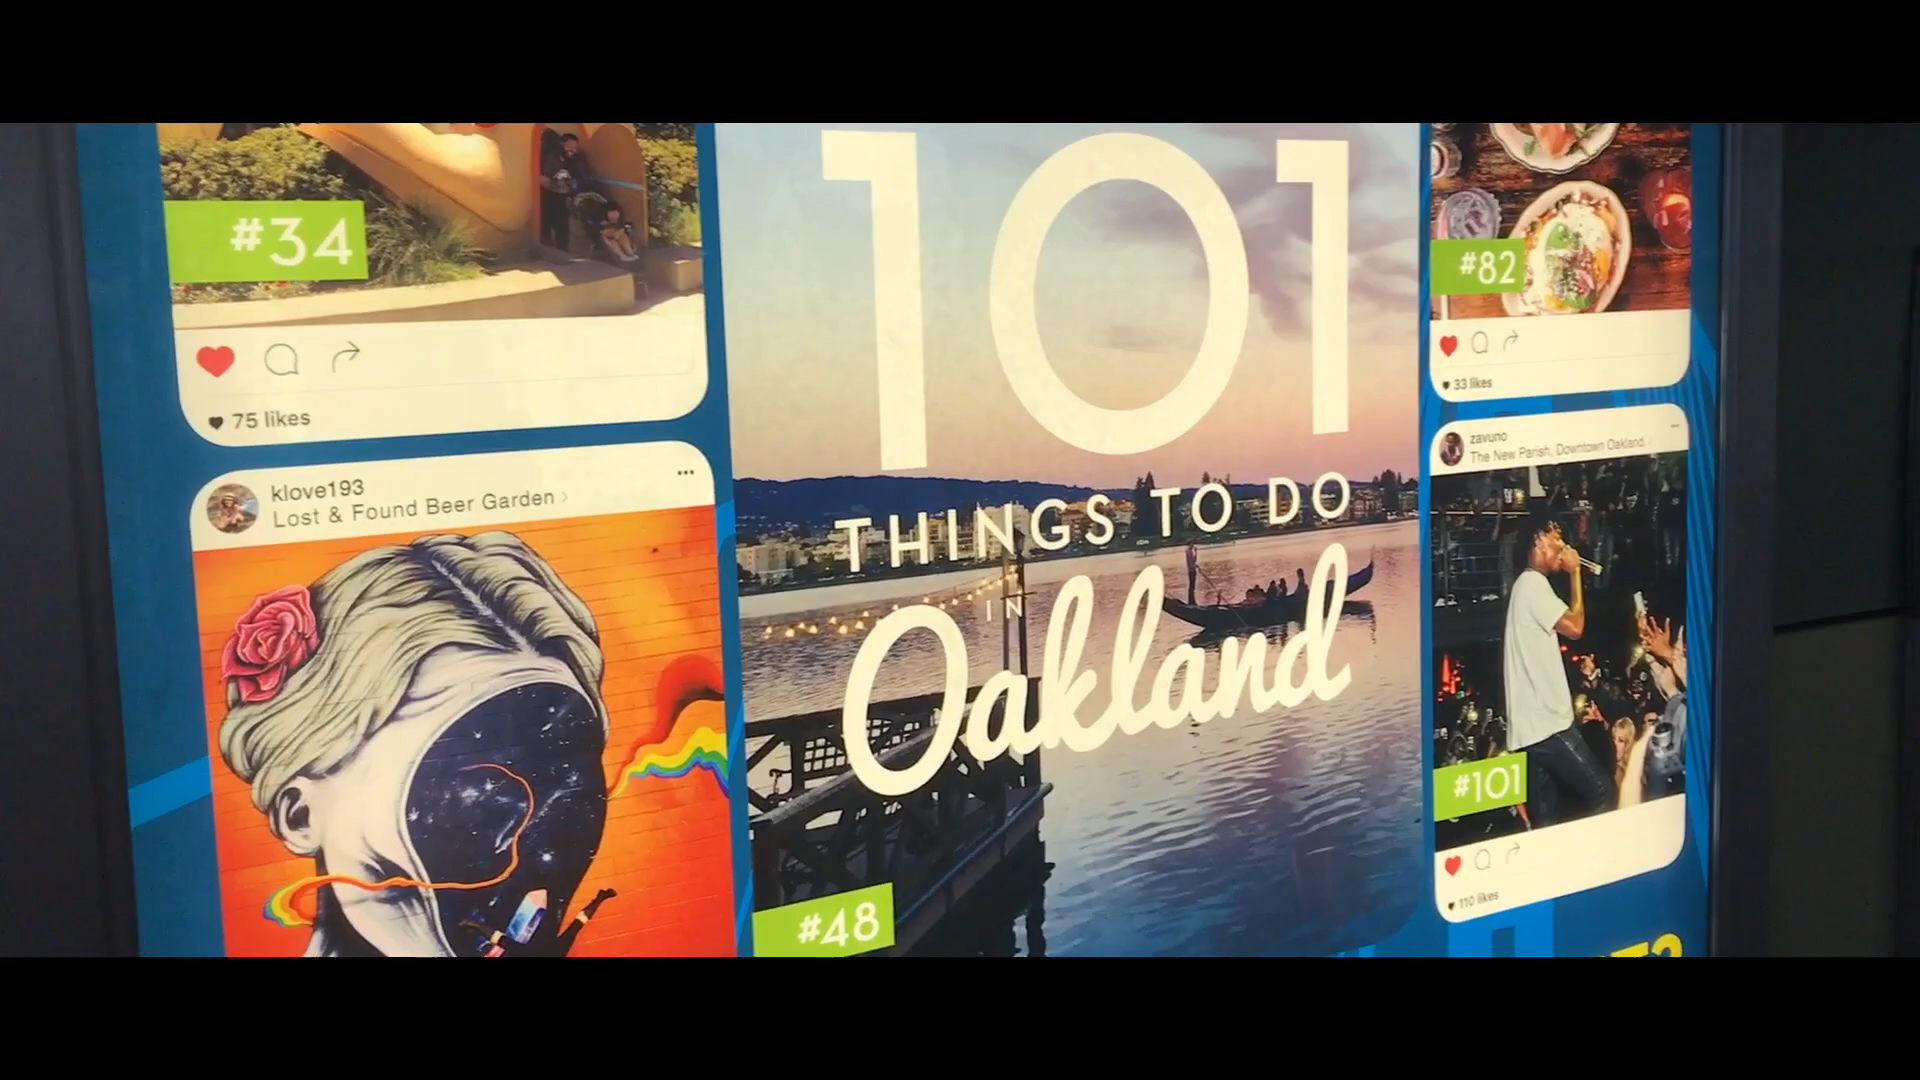 #34
75 likes
klove193
Lost & Found Beer Garden
101
THINGS TO DO
IN
Oakland
#48
#82
33 likes
zavuno
The New Parish, Downtown Oakland,
#101
110 likes